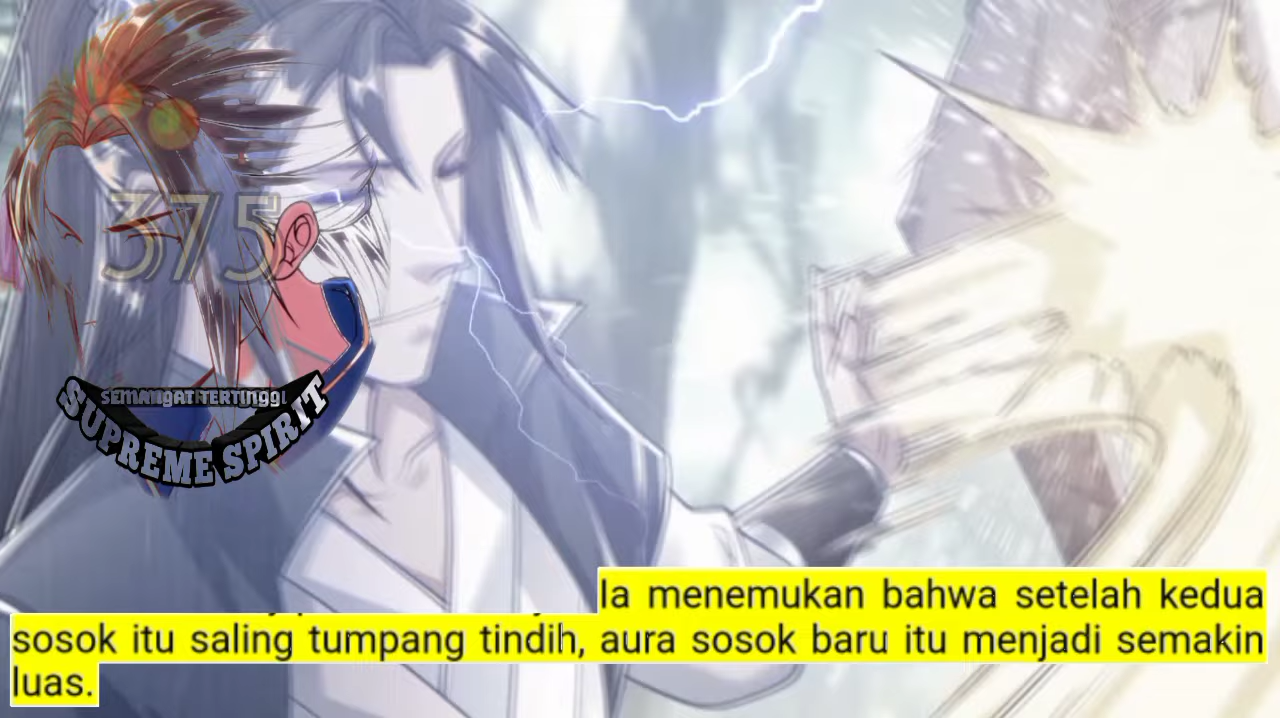 375
SEMANGAT TERTINGGI
SUPREME SPIRIT
Ia menemukan bahwa setelah kedua
sosok itu saling tumpang tindih, aura sosok baru itu menjadi semakin
luas.